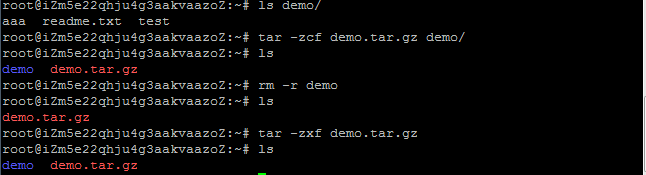 root@iZm5e22qhju4g3aakvaazoZ:~# ls demo/
aaa  readme.txt  test
root@iZm5e22qhju4g3aakvaazoZ:~# tar -zcf demo.tar.gz demo/
root@iZm5e22qhju4g3aakvaazoZ:~# ls
demo  demo.tar.gz
root@iZm5e22qhju4g3aakvaazoZ:~# rm -r demo
root@iZm5e22qhju4g3aakvaazoZ:~# ls
demo.tar.gz
root@iZm5e22qhju4g3aakvaazoZ:~# tar -zxf demo.tar.gz
root@iZm5e22qhju4g3aakvaazoZ:~# ls
demo  demo.tar.gz